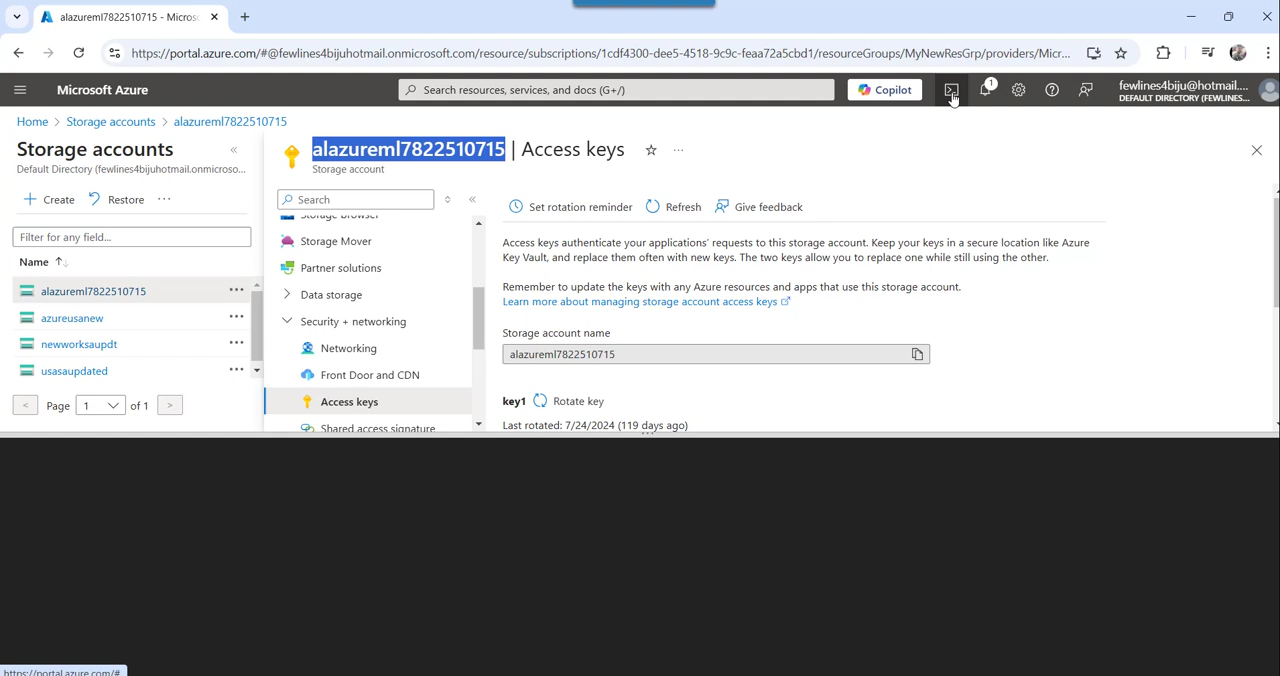 alazureml7822510715 - Microso
https://portal.azure.com/#@fewlines4bijuhotmail.onmicrosoft.com/resource/subscriptions/1cdf4300-dee5-4518-9c9c-feaa72a5cbd1/resourceGroups/MyNewResGrp/providers/Micr...
Microsoft Azure
Search resources, services, and docs (G+/)
Copilot
1
fewlines4biju@hotmail....
DEFAULT DIRECTORY (FEWLINES...
Home > Storage accounts > alazureml7822510715
Storage accounts
Default Directory (fewlines4bijuhotmail.onmicroso...
Create
Restore
...
Filter for any field...
Name
alazureml7822510715
azureusanew
newworksaupdt
usasaupdated
< Page 1 of 1 >
alazureml7822510715 | Access keys
Storage account
Search
Storage browser
Storage Mover
Partner solutions
Data storage
Security + networking
Networking
Front Door and CDN
Access keys
Shared access signature
Set rotation reminder
Refresh
Give feedback
Access keys authenticate your applications' requests to this storage account. Keep your keys in a secure location like Azure
Key Vault, and replace them often with new keys. The two keys allow you to replace one while still using the other.
Remember to update the keys with any Azure resources and apps that use this storage account.
Learn more about managing storage account access keys
Storage account name
alazureml7822510715
key1
Rotate key
Last rotated: 7/24/2024 (119 days ago)
https://portal.azure.com/#